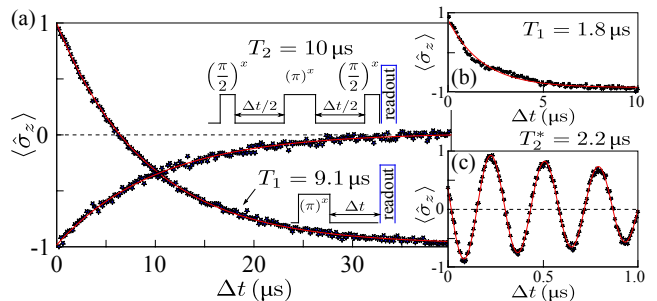 (a)
1
0
-1
⟨σ̂z⟩
0
10
20
30
Δt (μs)
T2 = 10 μs
(π/2)^x
(π)^x
(π/2)^x
Δt/2
Δt/2
readout
T1 = 9.1 μs
(π)^x
Δt
readout
(b)
T1 = 1.8 μs
1
-1
⟨σ̂z⟩
0
5
10
Δt (μs)
(c)
T2* = 2.2 μs
1
0
-1
⟨σ̂z⟩
0.0
0.5
1.0
Δt (μs)